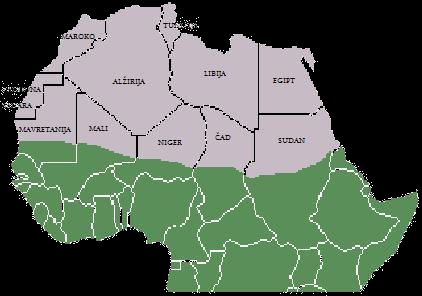 MAROKO
ALŽIRIJA
LIBIJA
EGIPT
MAVRETANIJA
MALI
NIGER
ČAD
SUDAN